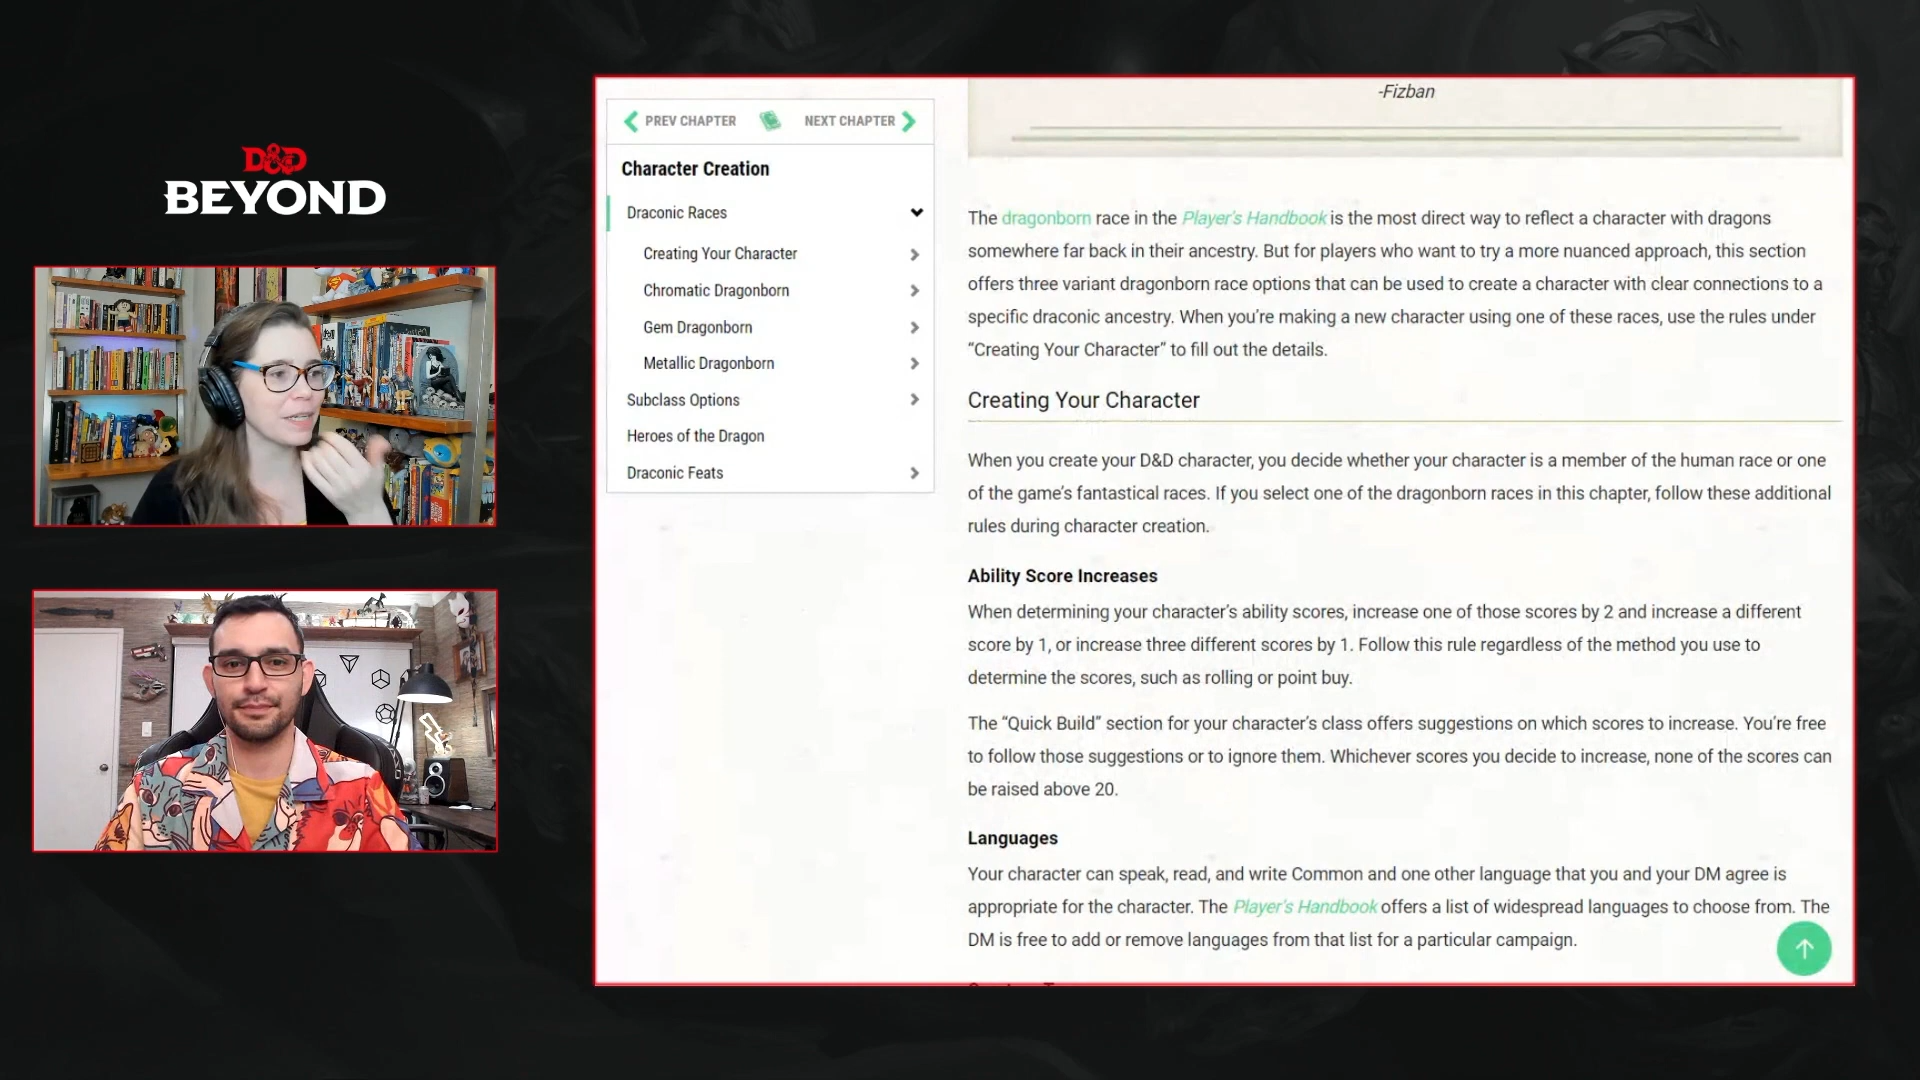 D&D
BEYOND
PREV CHAPTER
NEXT CHAPTER
Character Creation
Draconic Races
Creating Your Character
Chromatic Dragonborn
Gem Dragonborn
Metallic Dragonborn
Subclass Options
Heroes of the Dragon
Draconic Feats
-Fizban
The dragonborn race in the Player's Handbook is the most direct way to reflect a character with dragons
somewhere far back in their ancestry. But for players who want to try a more nuanced approach, this section
offers three variant dragonborn race options that can be used to create a character with clear connections to a
specific draconic ancestry. When you’re making a new character using one of these races, use the rules under
“Creating Your Character” to fill out the details.
Creating Your Character
When you create your D&D character, you decide whether your character is a member of the human race or one
of the game’s fantastical races. If you select one of the dragonborn races in this chapter, follow these additional
rules during character creation.
Ability Score Increases
When determining your character’s ability scores, increase one of those scores by 2 and increase a different
score by 1, or increase three different scores by 1. Follow this rule regardless of the method you use to
determine the scores, such as rolling or point buy.
The “Quick Build” section for your character’s class offers suggestions on which scores to increase. You’re free
to follow those suggestions or to ignore them. Whichever scores you decide to increase, none of the scores can
be raised above 20.
Languages
Your character can speak, read, and write Common and one other language that you and your DM agree is
appropriate for the character. The Player's Handbook offers a list of widespread languages to choose from. The
DM is free to add or remove languages from that list for a particular campaign.